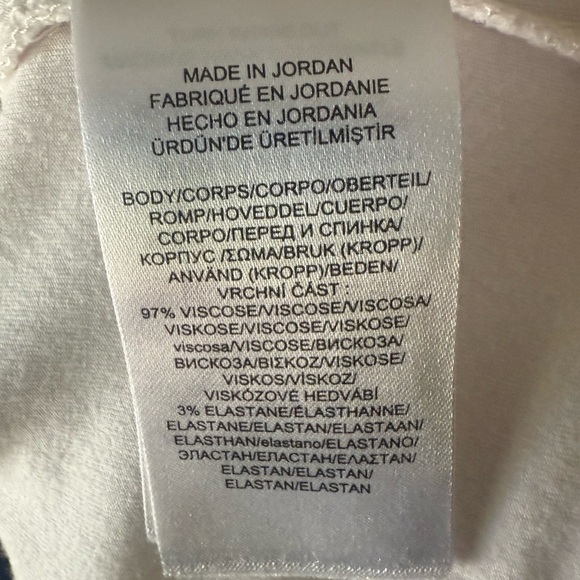 MADE IN JORDAN
FABRIQUÉ EN JORDANIE
HECHO EN JORDANIA
ÜRDÜN'DE ÜRETİLMİŞTİR
BODY/CORPS/CORPO/OBERTEIL/
ROMP/HOVEDDEL/CUERPO/
CORPO/ПЕРЕД И СПИНКА/
КОРПУС /ΣΩΜΑ/BRUK (KROPP)/
ANVÄND (KROPP)/BEDEN/
VRCHNÍ ČÁST :
97% VISCOSE/VISCOSE/VISCOSA/
VISKOSE/VISCOSE/VISKOSE/
viscosa/VISCOSE/ВИСКОЗА/
ВИСКОЗА/ΒΙΣΚΟΖ/VISKOSE/
VISKOS/VİSKOZ/
VISKÓZOVÉ HEDVÁBÍ
3% ELASTANE/ÉLASTHANNE/
ELASTANE/ELASTAN/ELASTAAN/
ELASTHAN/elastano/ELASTANO/
ЭЛАСТАН/ЕЛАСТАН/ΕΛΑΣΤΑΝ/
ELASTAN/ELASTAN/
ELASTAN/ELASTAN